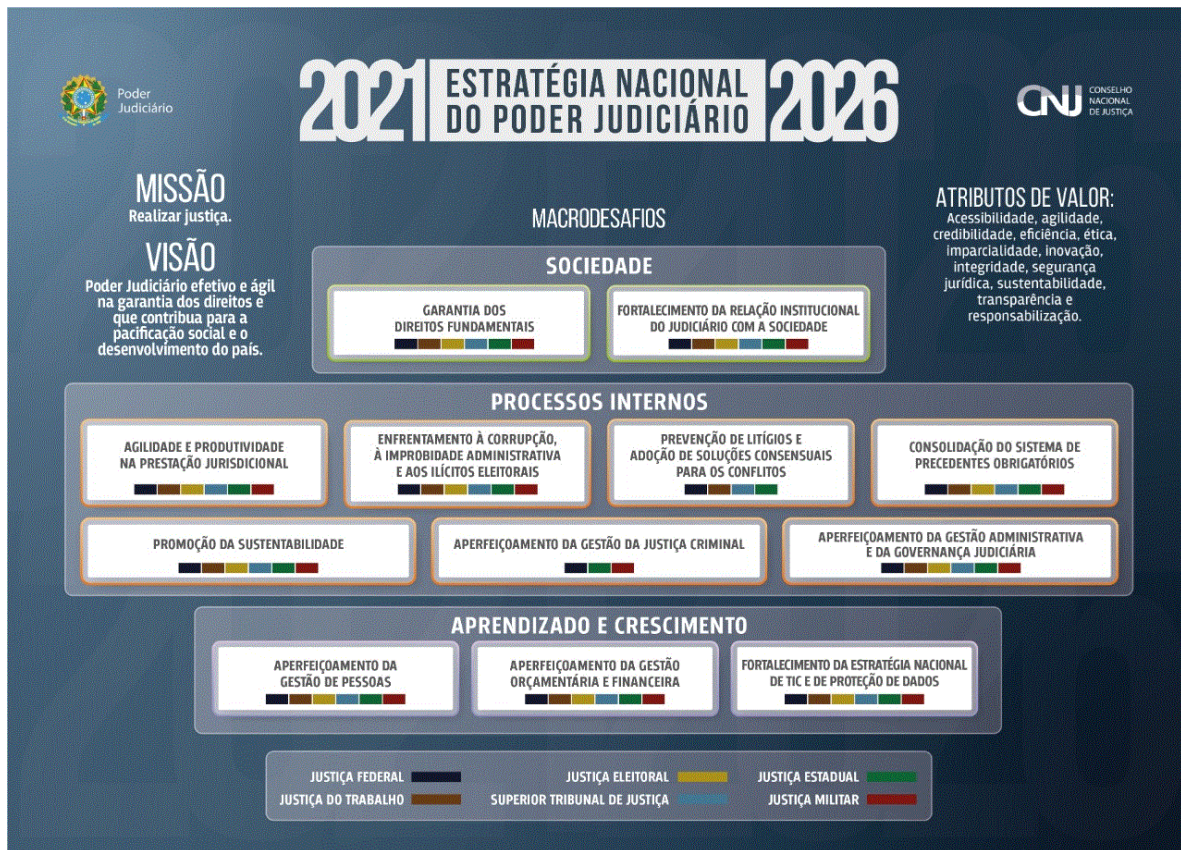 2021 ESTRATÉGIA NACIONAL
DO PODER JUDICIÁRIO 2026
Poder
Judiciário
CNJ
CONSELHO
NACIONAL
DE JUSTIÇA
MISSÃO
Realizar justiça.
VISÃO
Poder Judiciário efetivo e ágil
na garantia dos direitos e
que contribua para a
pacificação social e o
desenvolvimento do país.
MACRODESAFIOS
ATRIBUTOS DE VALOR:
Acessibilidade, agilidade,
credibilidade, eficiência, ética,
imparcialidade, inovação,
integridade, segurança
jurídica, sustentabilidade,
transparência e
responsabilização.
SOCIEDADE
GARANTIA DOS
DIREITOS FUNDAMENTAIS
FORTALECIMENTO DA RELAÇÃO INSTITUCIONAL
DO JUDICIÁRIO COM A SOCIEDADE
PROCESSOS INTERNOS
AGILIDADE E PRODUTIVIDADE
NA PRESTAÇÃO JURISDICIONAL
ENFRENTAMENTO À CORRUPÇÃO,
À IMPROBIDADE ADMINISTRATIVA
E AOS ILÍCITOS ELEITORAIS
PREVENÇÃO DE LITÍGIOS E
ADOÇÃO DE SOLUÇÕES CONSENSUAIS
PARA OS CONFLITOS
CONSOLIDAÇÃO DO SISTEMA DE
PRECEDENTES OBRIGATÓRIOS
PROMOÇÃO DA SUSTENTABILIDADE
APERFEIÇOAMENTO DA GESTÃO DA JUSTIÇA CRIMINAL
APERFEIÇOAMENTO DA GESTÃO ADMINISTRATIVA
E DA GOVERNANÇA JUDICIÁRIA
APRENDIZADO E CRESCIMENTO
APERFEIÇOAMENTO DA
GESTÃO DE PESSOAS
APERFEIÇOAMENTO DA GESTÃO
ORÇAMENTÁRIA E FINANCEIRA
FORTALECIMENTO DA ESTRATÉGIA NACIONAL
DE TIC E DE PROTEÇÃO DE DADOS
JUSTIÇA FEDERAL
JUSTIÇA ELEITORAL
JUSTIÇA ESTADUAL
JUSTIÇA DO TRABALHO
SUPERIOR TRIBUNAL DE JUSTIÇA
JUSTIÇA MILITAR